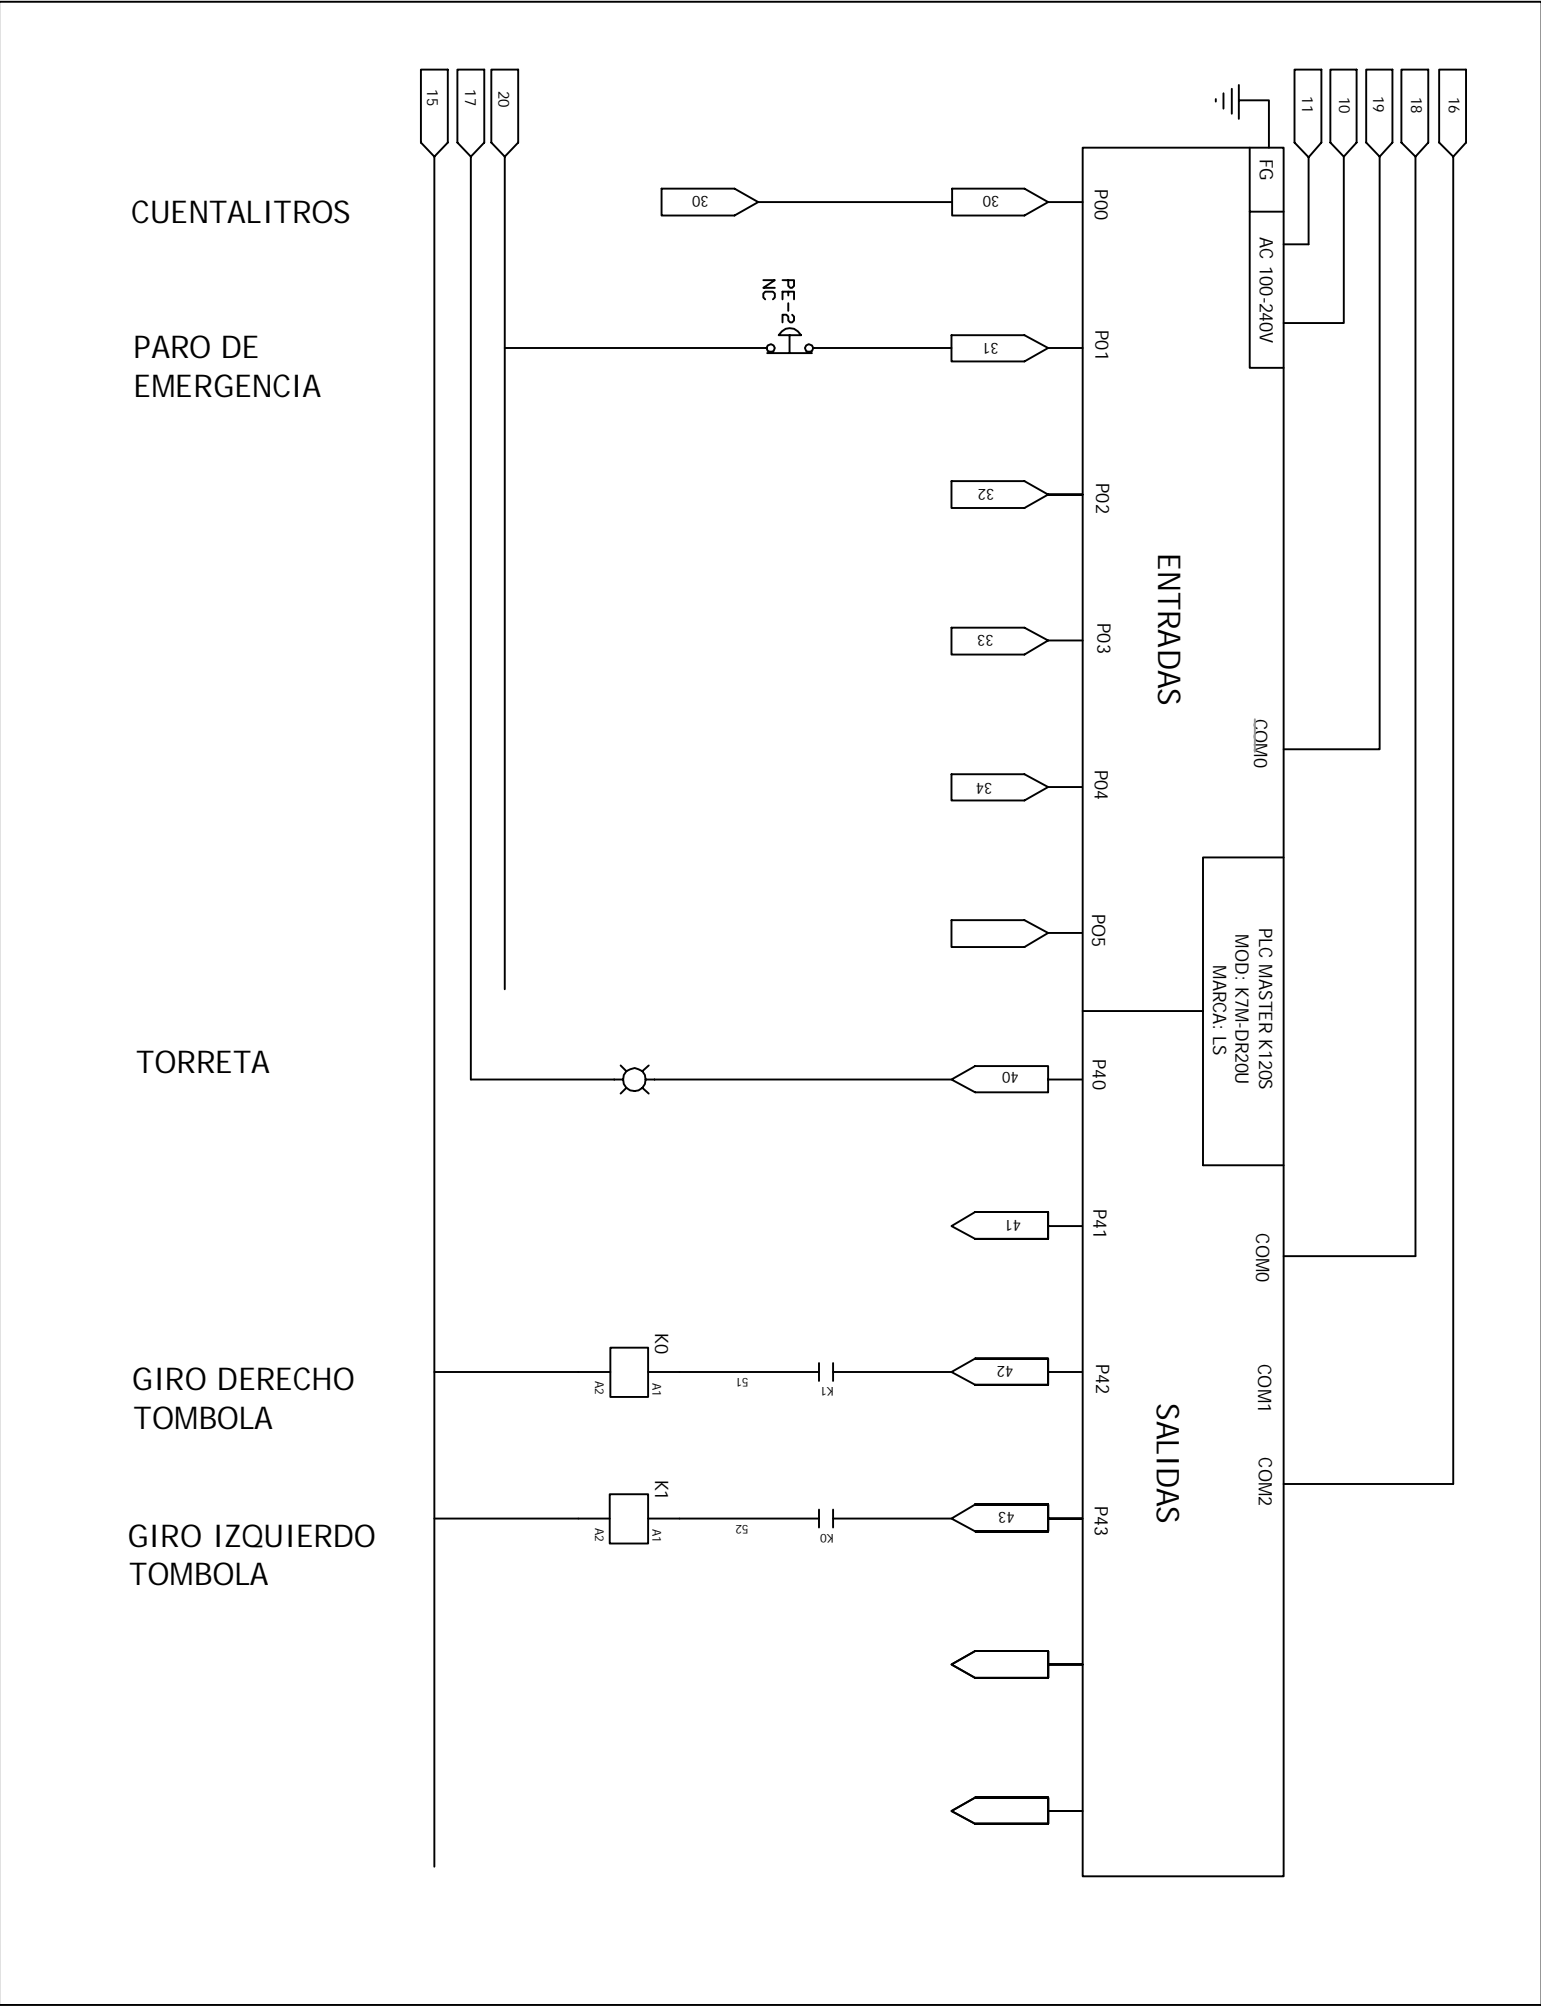 15
17
20
11
10
19
18
16
FG
AC 100-240V
CUENTALITROS
30
30
P00
PARO DE
EMERGENCIA
PE-2
NC
31
P01
32
P02
ENTRADAS
33
P03
COM0
34
P04
PO5
PLC MASTER K120S
MOD: K7M-DR20U
MARCA: LS
TORRETA
40
P40
41
P41
COM0
GIRO DERECHO
TOMBOLA
K0
A2
A1
51
K1
42
P42
COM1
SALIDAS
COM2
GIRO IZQUIERDO
TOMBOLA
K1
A2
A1
52
K0
43
P43